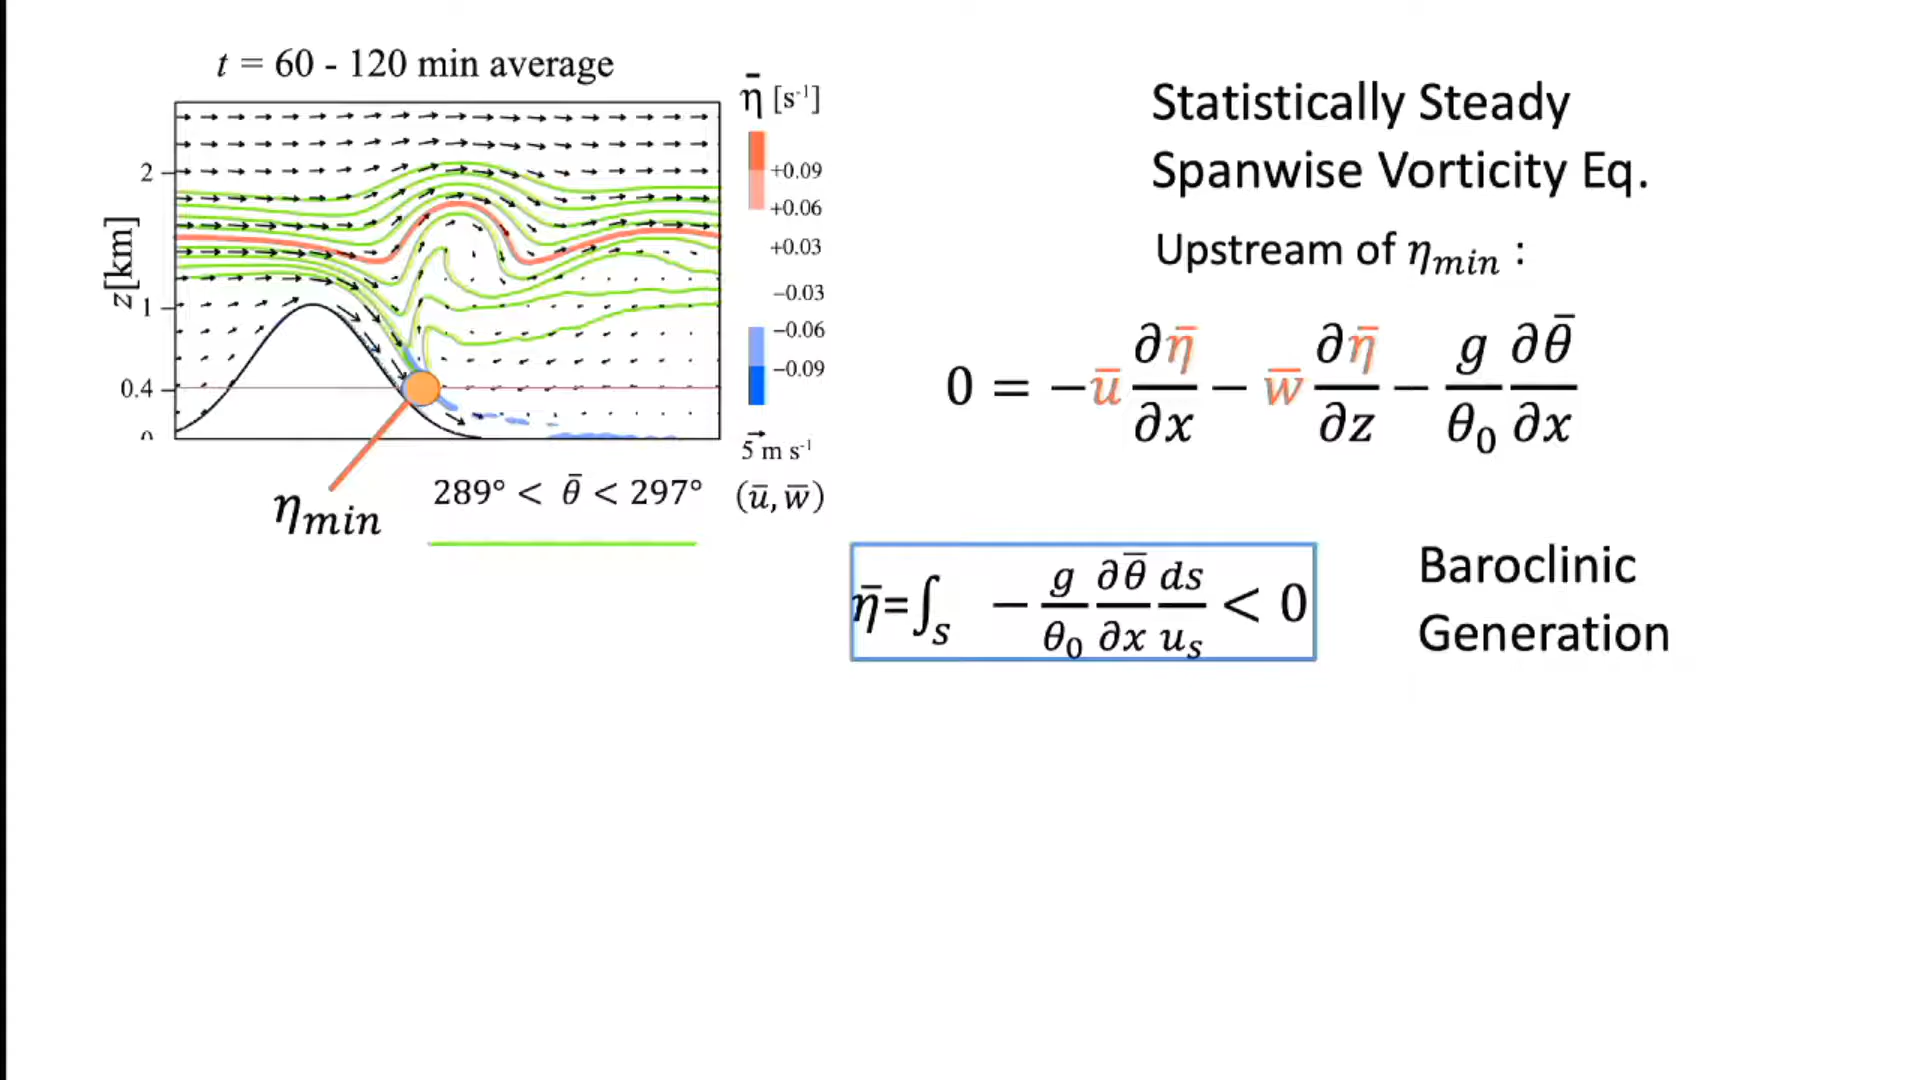 t = 60 - 120 min average
η̄ [s⁻¹]
+0.09
+0.06
+0.03
−0.03
−0.06
−0.09
2
1
0.4
0
z[km]
5 m s⁻¹
(ū, w̄)
289° < θ̄ < 297°
η_min
Statistically Steady
Spanwise Vorticity Eq.
Upstream of η_min :
0 = −ū ∂η̄/∂x − w̄ ∂η̄/∂z − g/θ₀ ∂θ̄/∂x
η̄=∫_s − g/θ₀ ∂θ̄/∂x ds/u_s < 0
Baroclinic
Generation